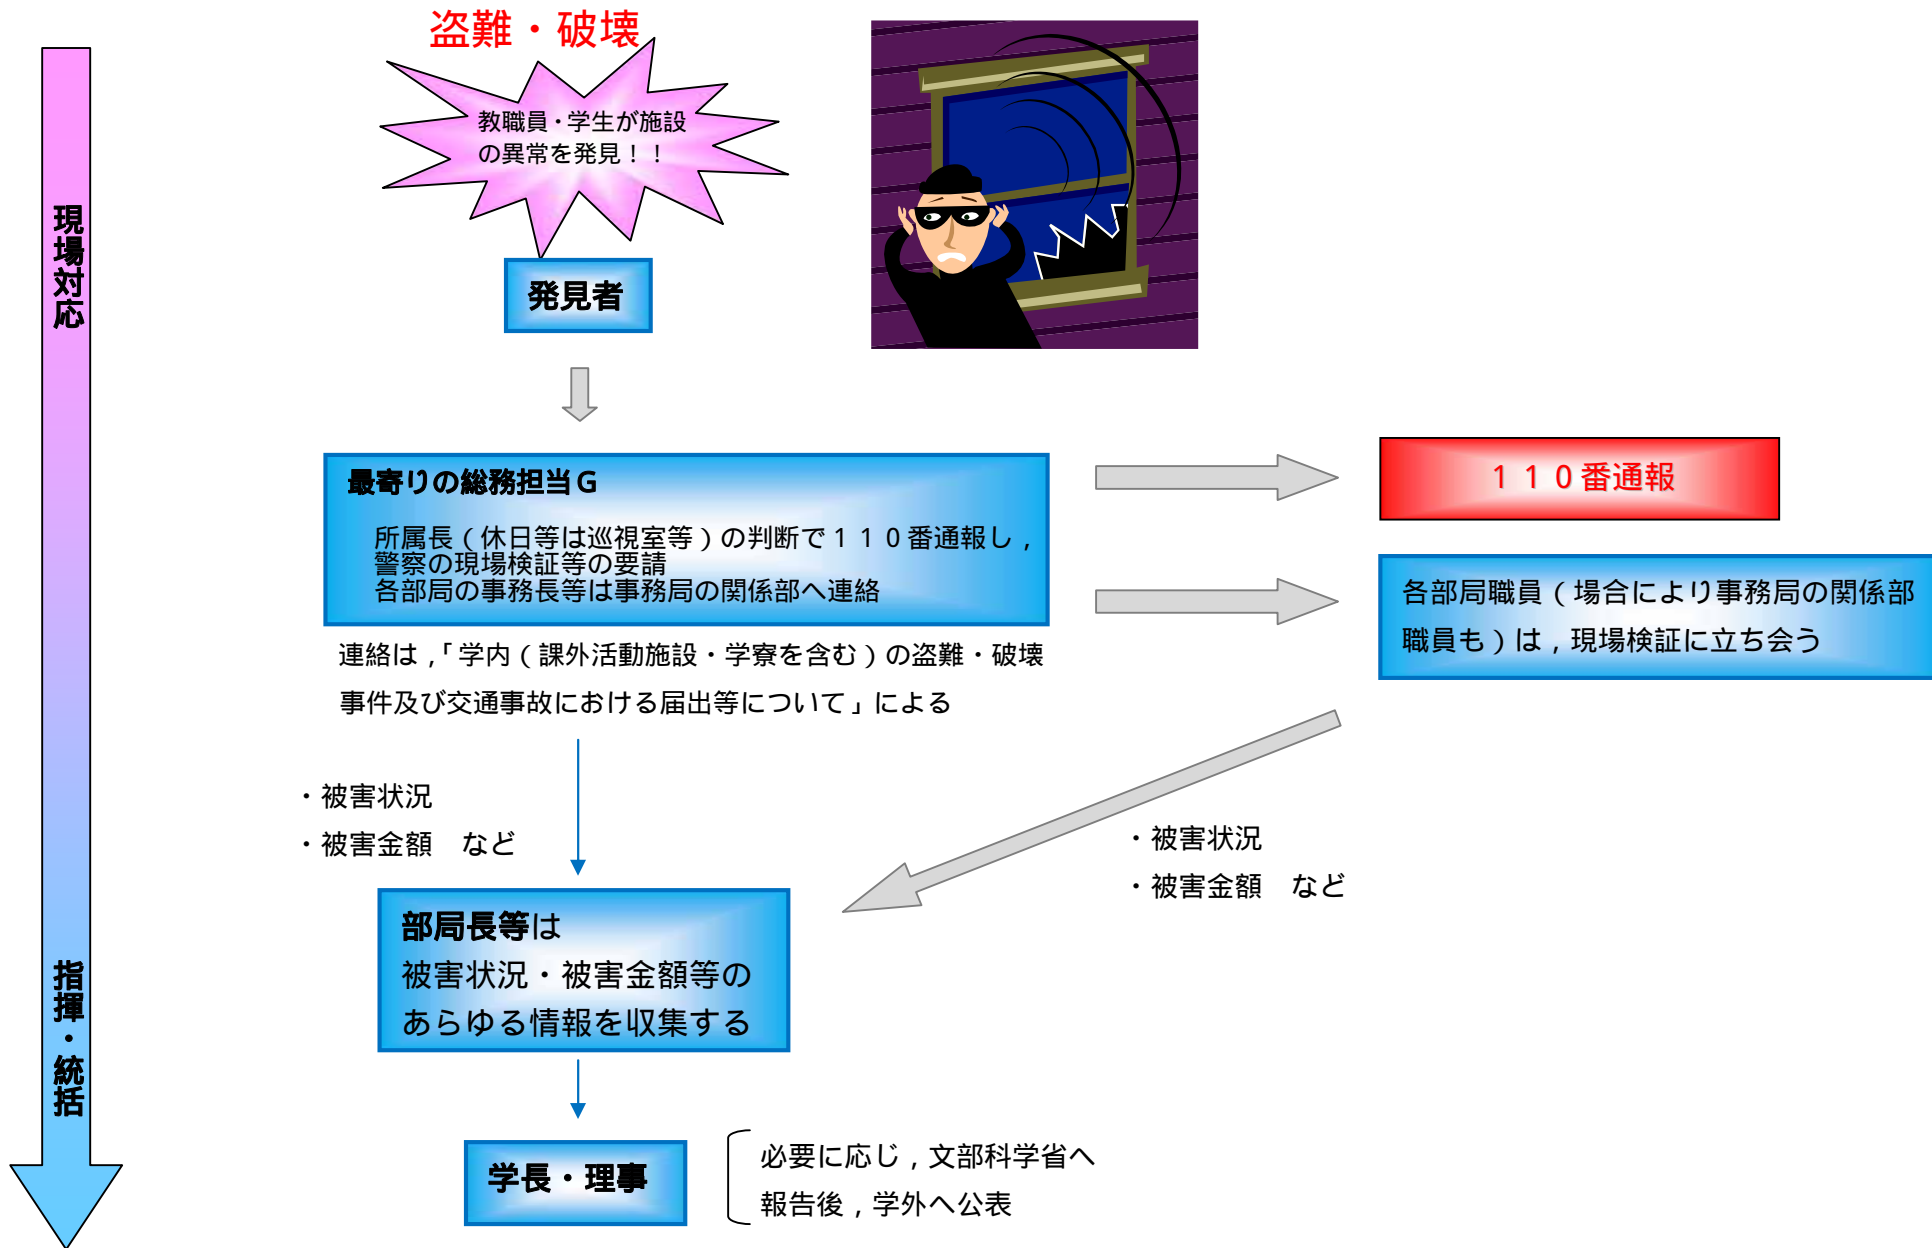 盗難・破壊
教職員・学生が施設
の異常を発見！！
現場対応
発見者
最寄りの総務担当Ｇ
所属長（休日等は巡視室等）の判断で１１０番通報し，
警察の現場検証等の要請
各部局の事務長等は事務局の関係部へ連絡
１１０番通報
各部局職員（場合により事務局の関係部
職員も）は，現場検証に立ち会う
連絡は，「学内（課外活動施設・学寮を含む）の盗難・破壊
事件及び交通事故における届出等について」による
・被害状況
・被害金額　など
・被害状況
・被害金額　など
部局長等は
被害状況・被害金額等の
あらゆる情報を収集する
指揮・統括
学長・理事
必要に応じ，文部科学省へ
報告後，学外へ公表